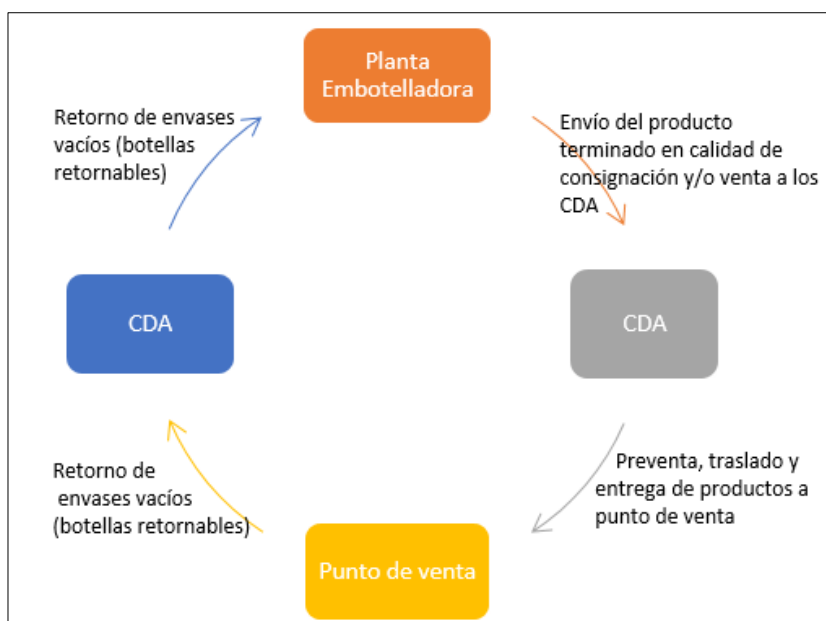 Planta
Embotelladora
Envío del producto
terminado en calidad de
consignación y/o venta a los
CDA
CDA
Preventa, traslado y
entrega de productos a
punto de venta
Punto de venta
Retorno de
envases vacíos
(botellas retornables)
CDA
Retorno de envases
vacíos (botellas
retornables)